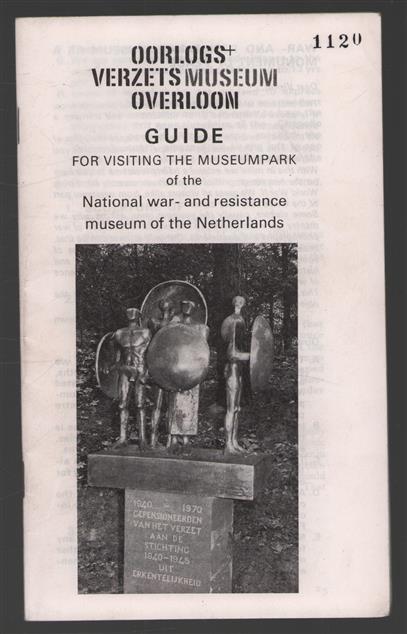 1120
OORLOGS+
VERZETSMUSEUM
OVERLOON
GUIDE
FOR VISITING THE MUSEUMPARK
of the
National war- and resistance
museum of the Netherlands
1940 - 1970
GEPENSIONEERDEN
VAN HET VERZET
AAN DE
STICHTING
1940-1945
UIT
ERKENTELIJKHEID